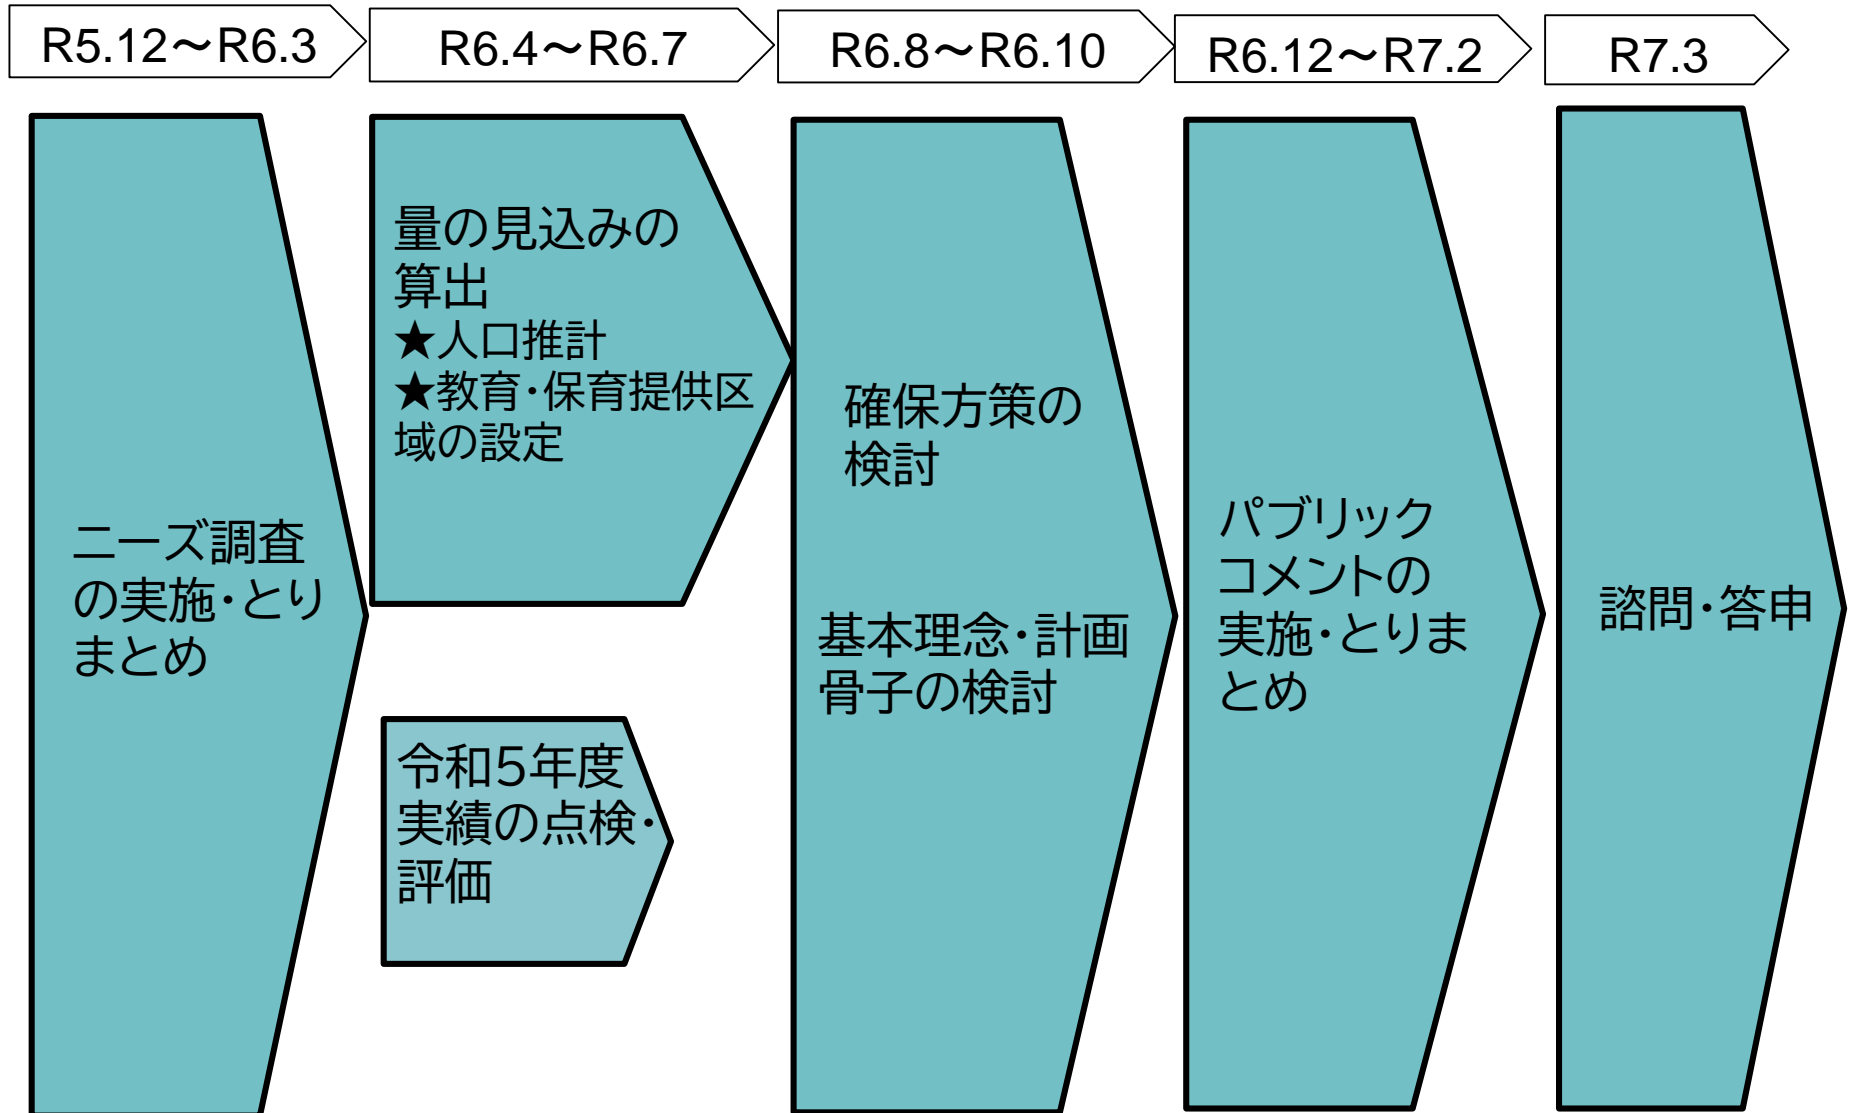 R5.12～R6.3
R6.4～R6.7
R6.8～R6.10
R6.12～R7.2
R7.3
ニーズ調査
の実施・とり
まとめ
量の見込みの
算出
★人口推計
★教育・保育提供区
域の設定
令和5年度
実績の点検・
評価
確保方策の
検討
基本理念・計画
骨子の検討
パブリック
コメントの
実施・とりま
とめ
諮問・答申